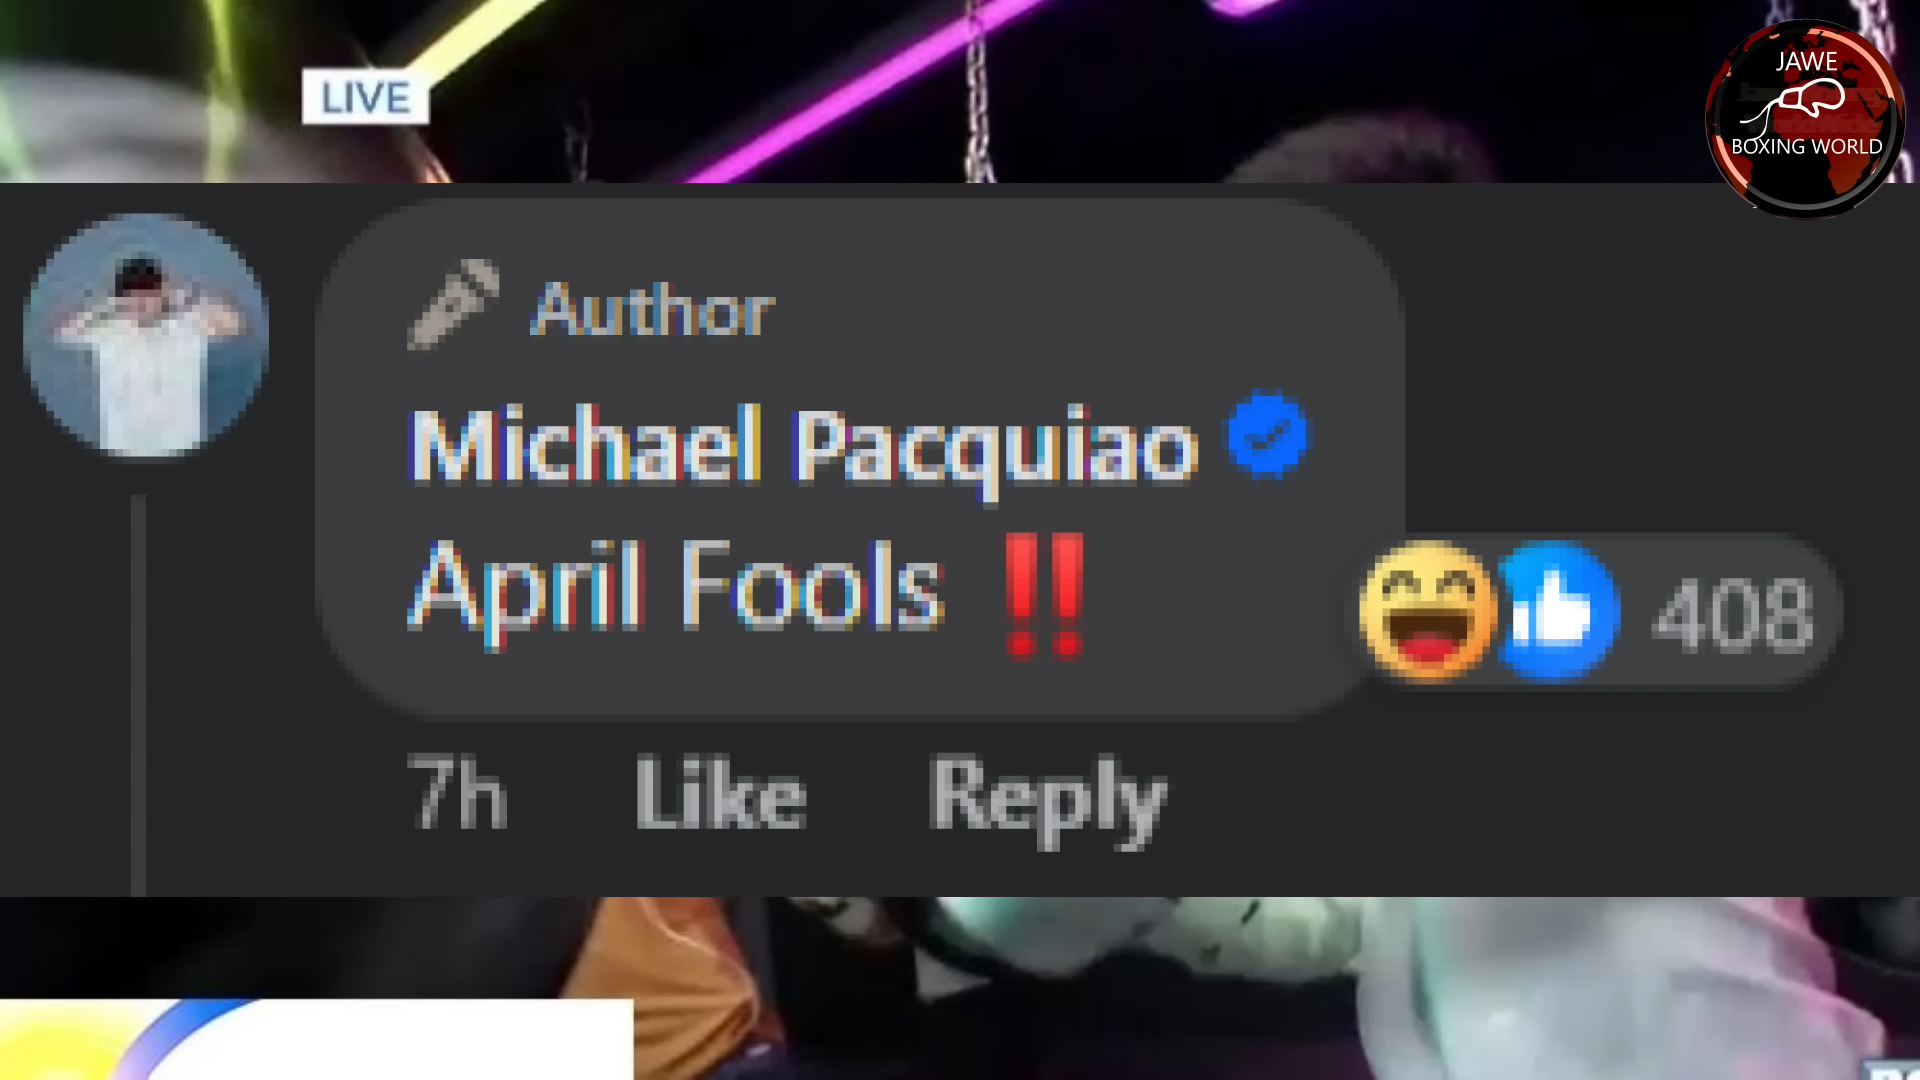 LIVE
JAWE
BOXING WORLD
Author
Michael Pacquiao
April Fools ‼
408
7h Like Reply